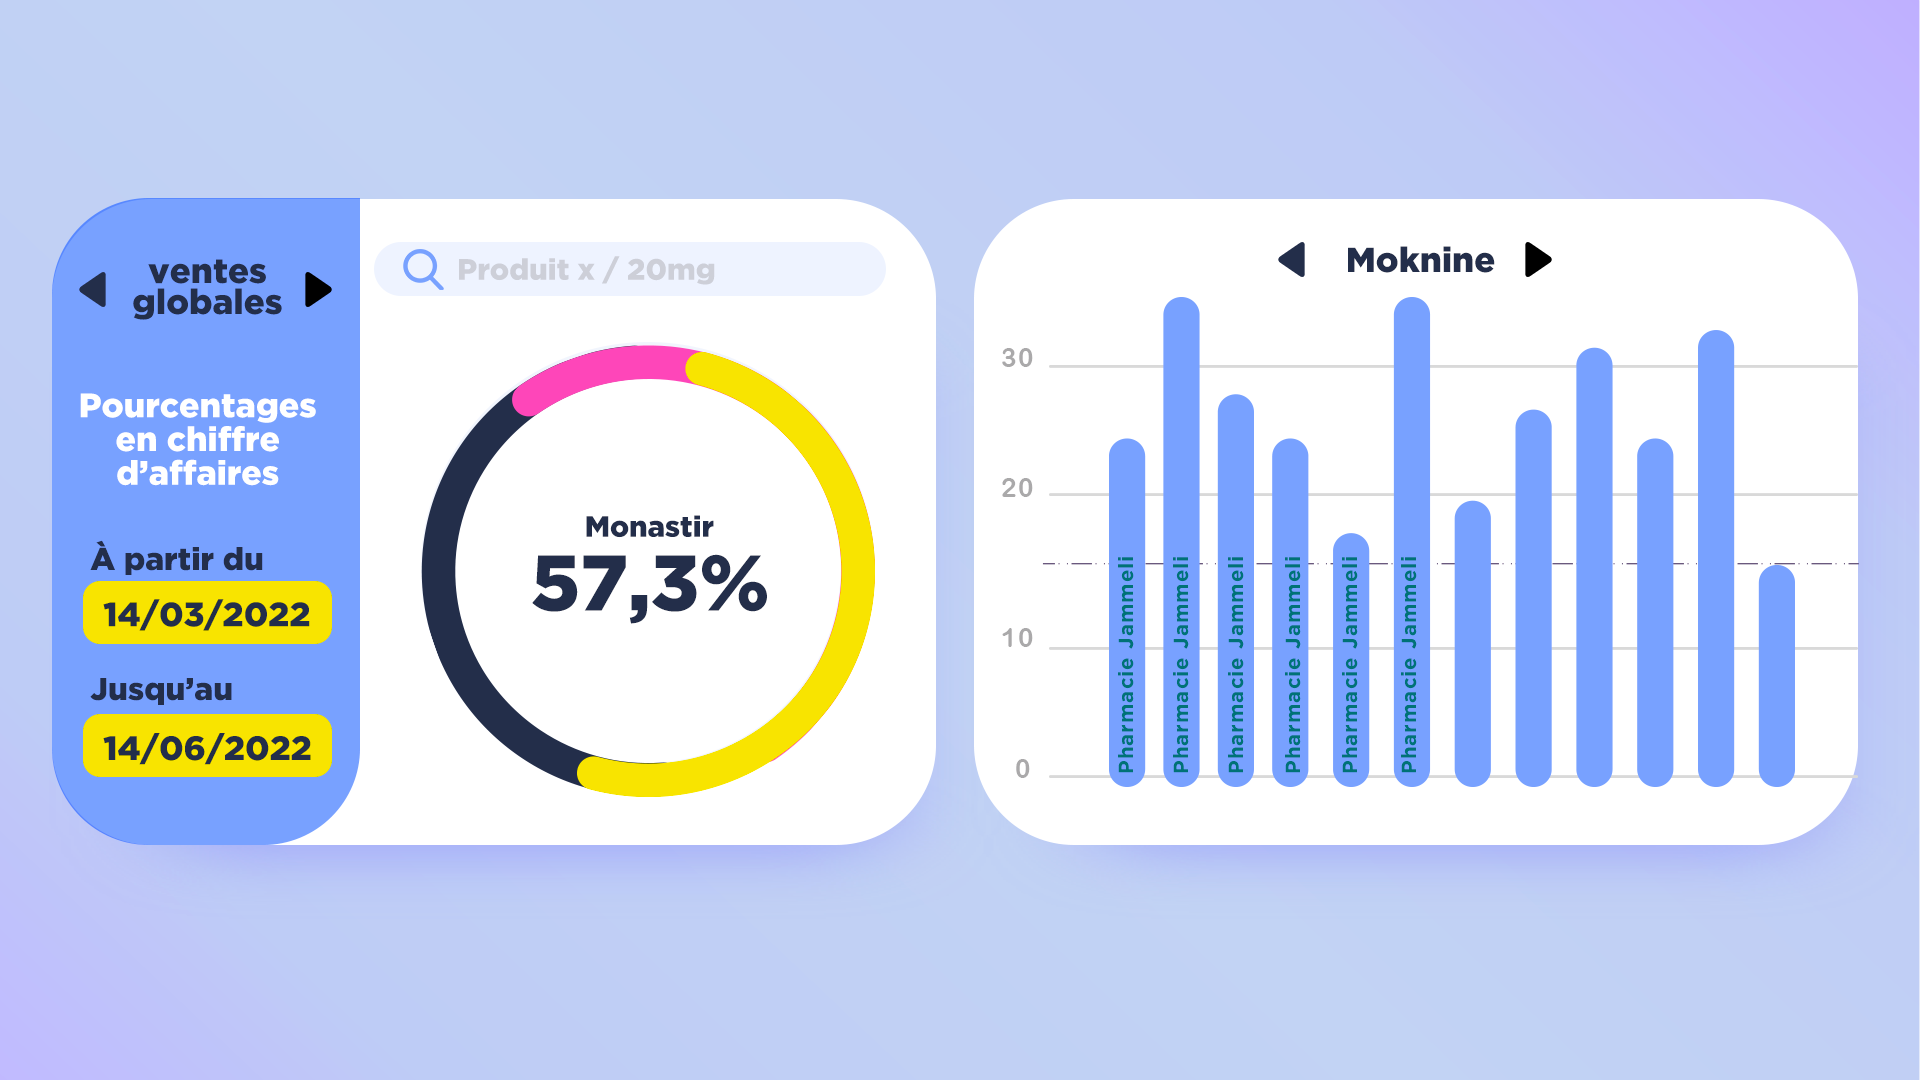 ventes
globales
Pourcentages
en chiffre
d’affaires
À partir du
14/03/2022
Jusqu’au
14/06/2022
Produit x / 20mg
Monastir
57,3%
Moknine
30
20
10
0
Pharmacie Jammeli
Pharmacie Jammeli
Pharmacie Jammeli
Pharmacie Jammeli
Pharmacie Jammeli
Pharmacie Jammeli